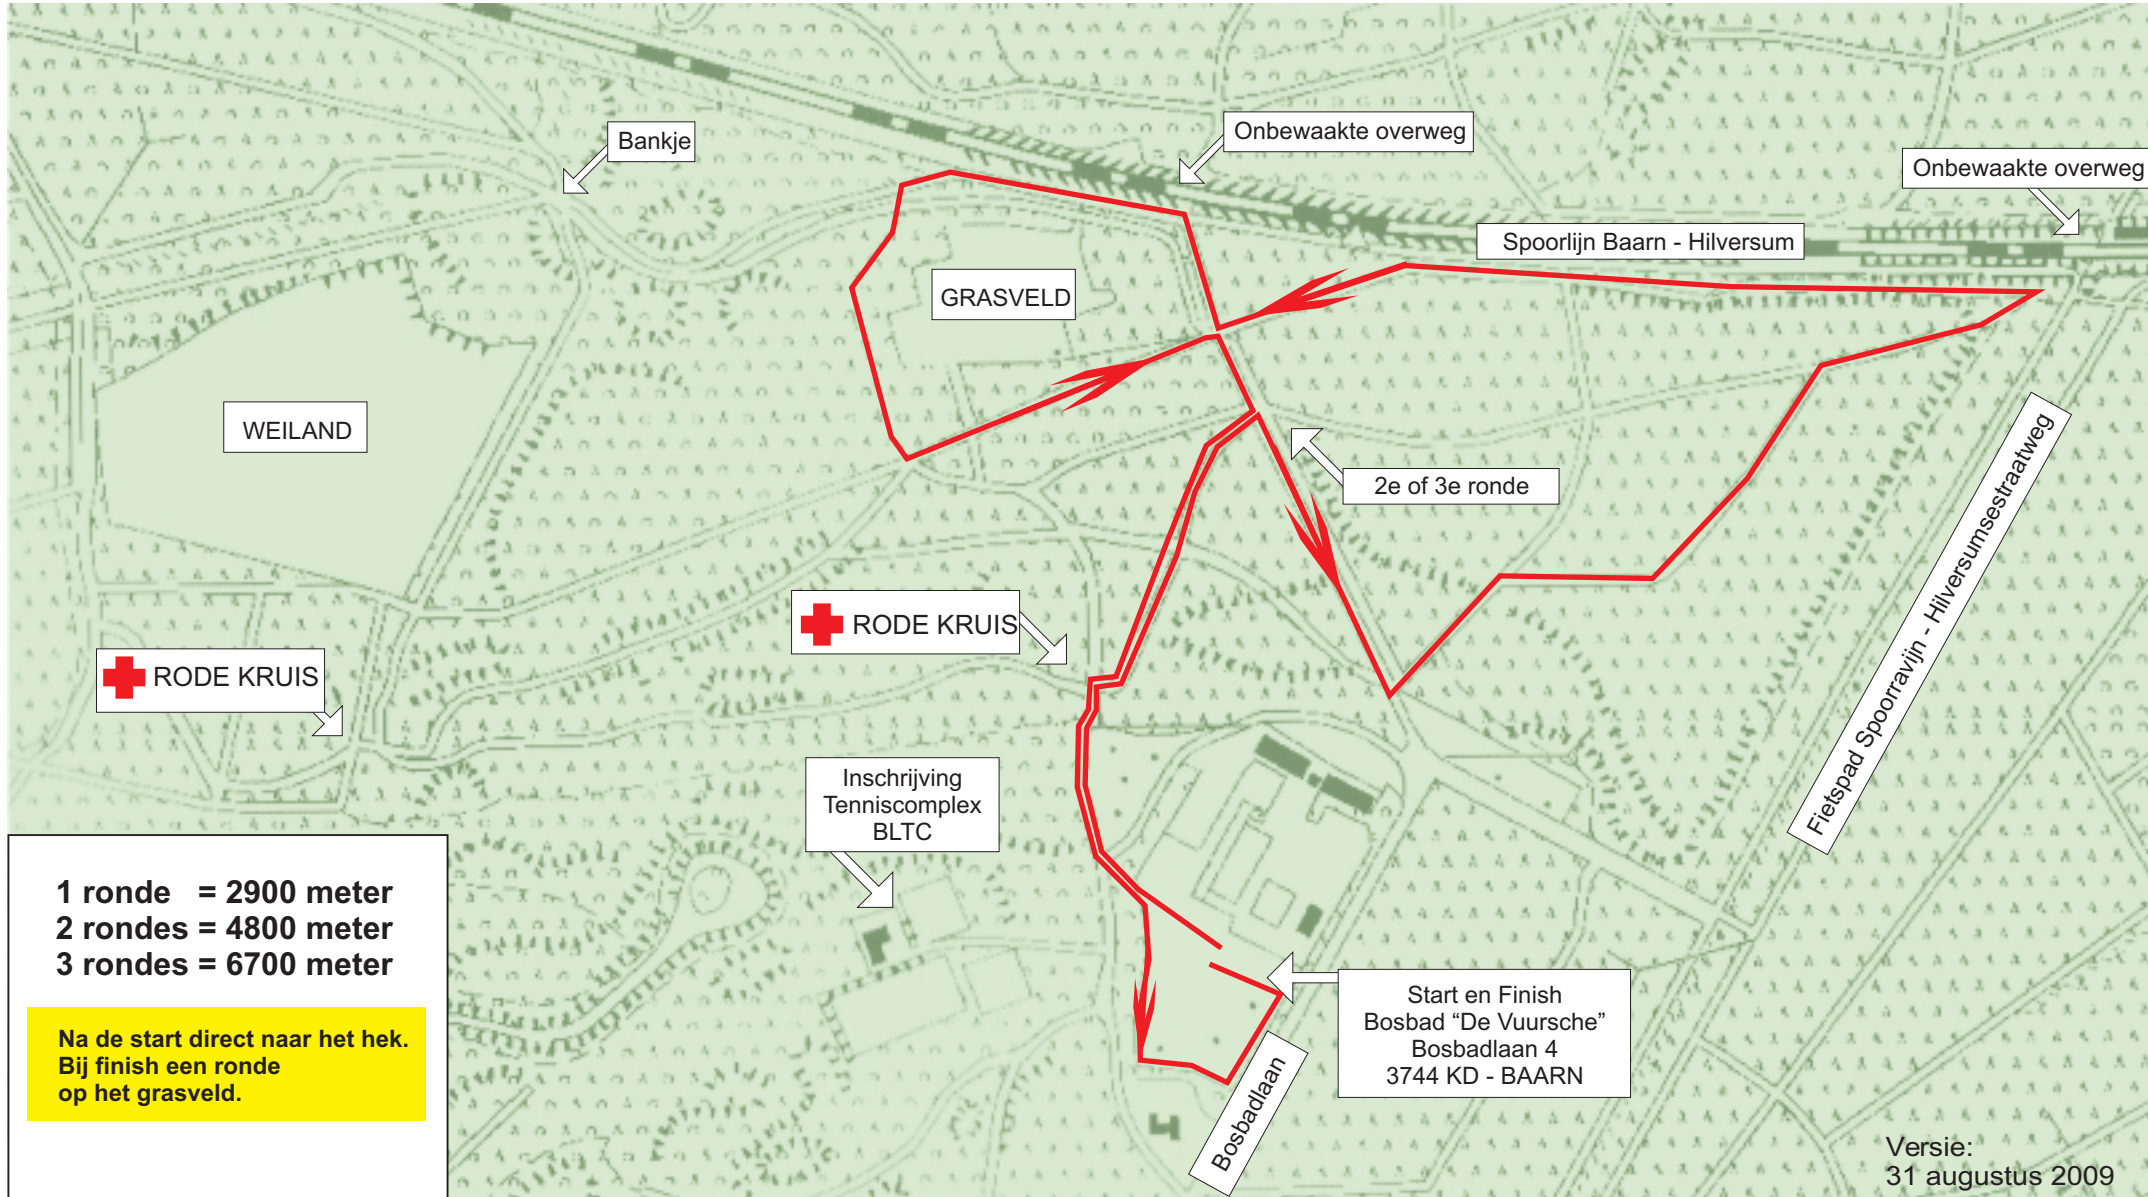 Bankje
Onbewaakte overweg
Onbewaakte overweg
Spoorlijn Baarn - Hilversum
GRASVELD
WEILAND
2e of 3e ronde
Fietspad Spoorravijn - Hilversumsestraatweg
RODE KRUIS
RODE KRUIS
Inschrijving
Tenniscomplex
BLTC
1 ronde = 2900 meter
2 rondes = 4800 meter
3 rondes = 6700 meter
Na de start direct naar het hek.
Bij finish een ronde
op het grasveld.
Start en Finish
Bosbad “De Vuursche”
Bosbadlaan 4
3744 KD - BAARN
Bosbadlaan
Versie:
31 augustus 2009